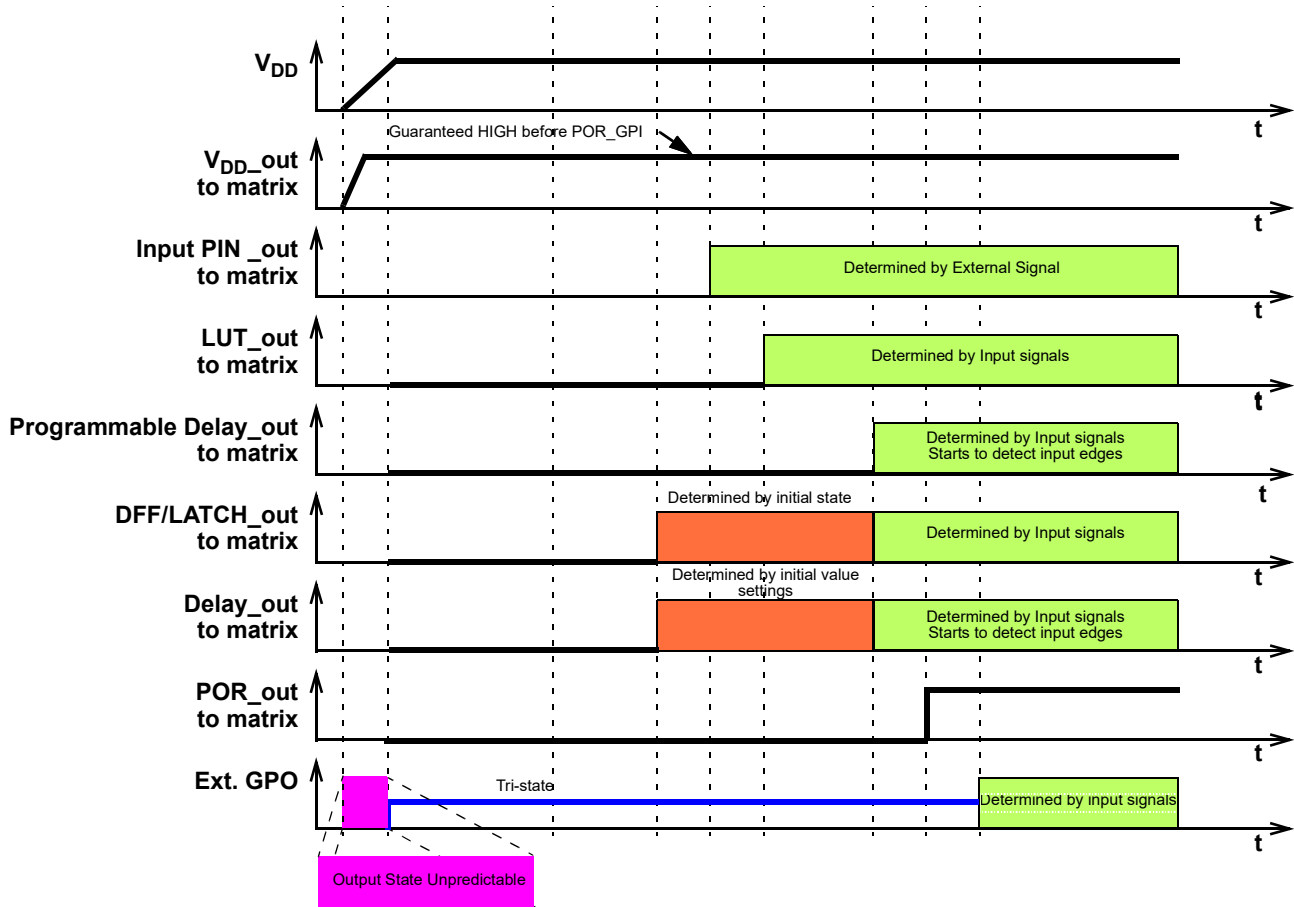 VDD
t
Guaranteed HIGH before POR_GPI
VDD_out
to matrix
t
Input PIN _out
to matrix
Determined by External Signal
t
LUT_out
to matrix
Determined by Input signals
t
Programmable Delay_out
to matrix
Determined by Input signals
Starts to detect input edges
t
Determined by initial state
DFF/LATCH_out
to matrix
Determined by Input signals
t
Determined by initial value
settings
Delay_out
to matrix
Determined by Input signals
Starts to detect input edges
t
POR_out
to matrix
t
Ext. GPO
Tri-state
Determined by input signals
t
Output State Unpredictable